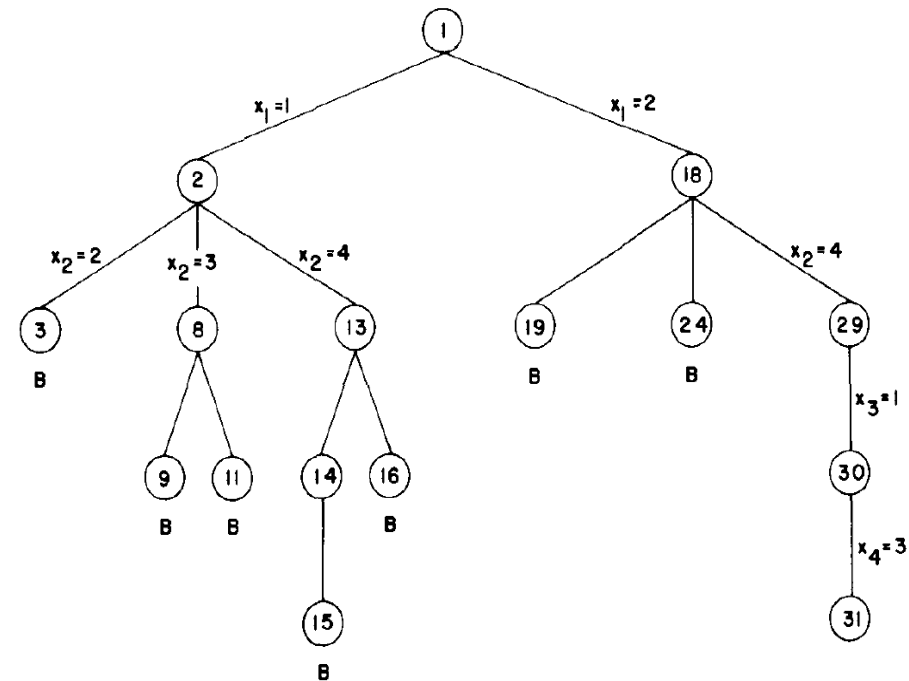 1
x₁=1
x₁=2
2
18
x₂=2
x₂=3
x₂=4
x₂=4
3
8
13
19
24
29
B
B
B
x₃=1
9
11
14
16
30
B
B
B
x₄=3
15
31
B